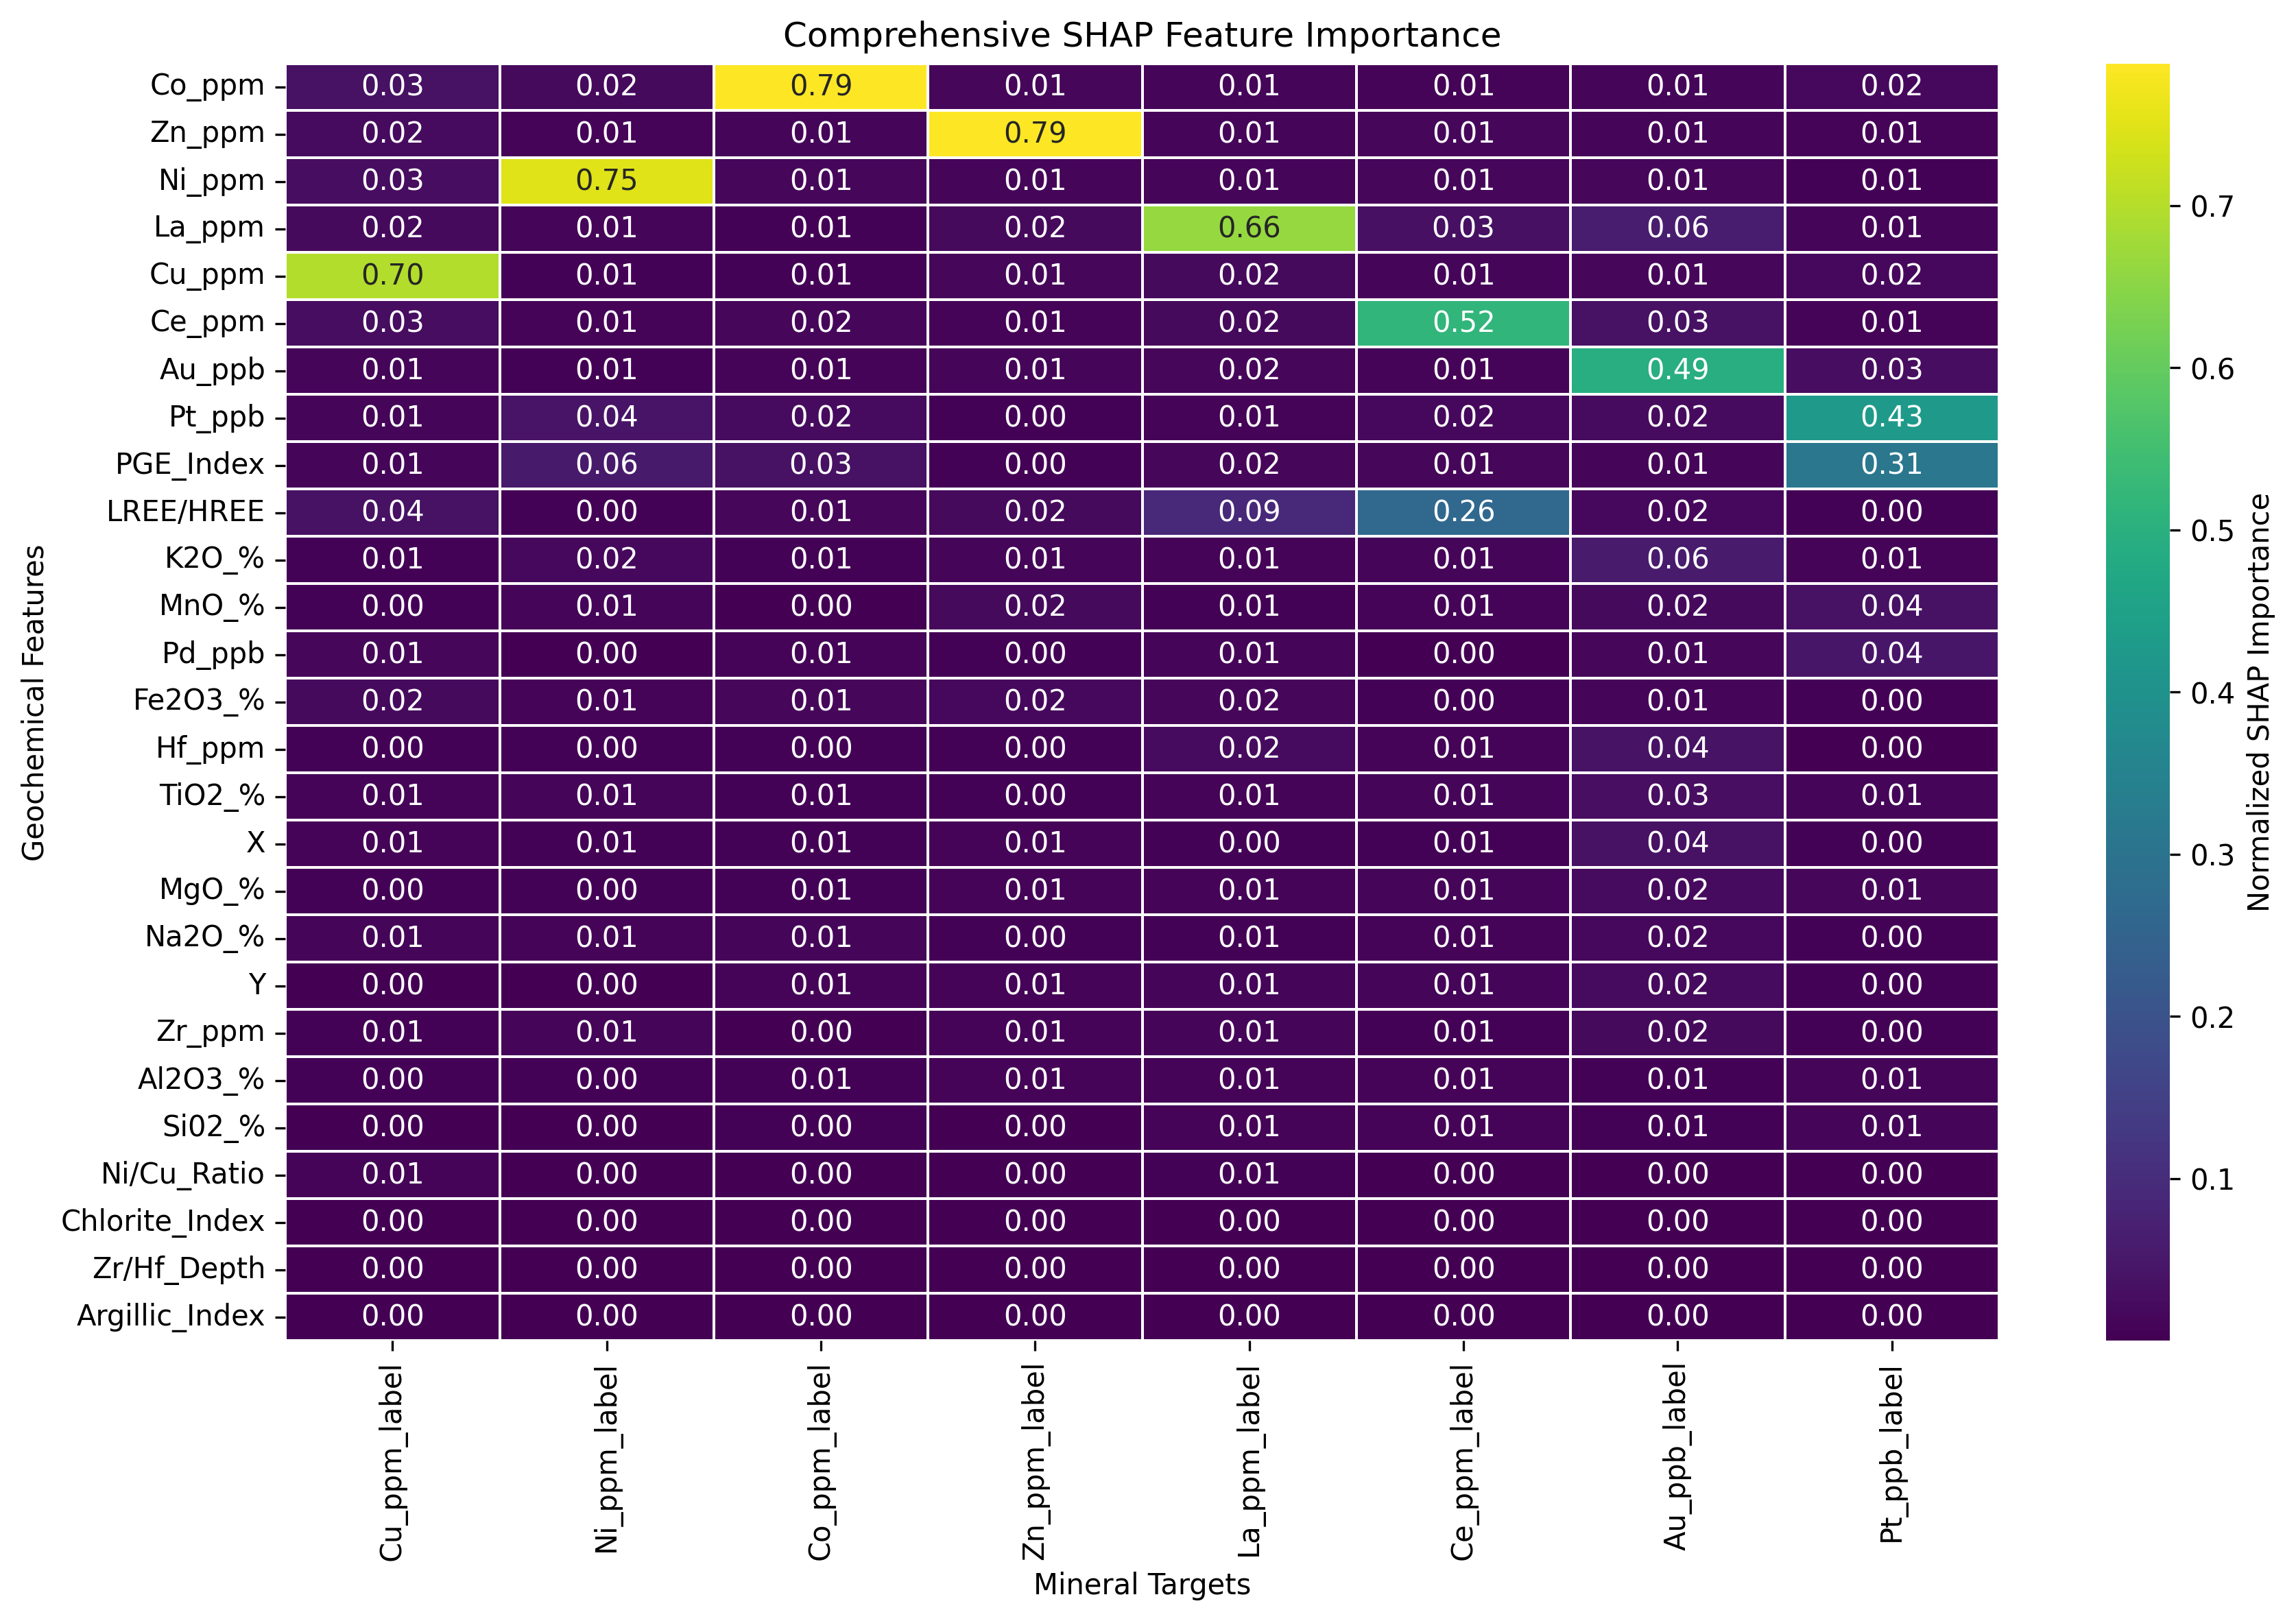 Comprehensive SHAP Feature Importance
Co_ppm 0.03 0.02 0.79 0.01 0.01 0.01 0.01 0.02
Zn_ppm 0.02 0.01 0.01 0.79 0.01 0.01 0.01 0.01
Ni_ppm 0.03 0.75 0.01 0.01 0.01 0.01 0.01 0.01
La_ppm 0.02 0.01 0.01 0.02 0.66 0.03 0.06 0.01
Cu_ppm 0.70 0.01 0.01 0.01 0.02 0.01 0.01 0.02
Ce_ppm 0.03 0.01 0.02 0.01 0.02 0.52 0.03 0.01
Au_ppb 0.01 0.01 0.01 0.01 0.02 0.01 0.49 0.03
Pt_ppb 0.01 0.04 0.02 0.00 0.01 0.02 0.02 0.43
PGE_Index 0.01 0.06 0.03 0.00 0.02 0.01 0.01 0.31
LREE/HREE 0.04 0.00 0.01 0.02 0.09 0.26 0.02 0.00
K2O_% 0.01 0.02 0.01 0.01 0.01 0.01 0.06 0.01
MnO_% 0.00 0.01 0.00 0.02 0.01 0.01 0.02 0.04
Pd_ppb 0.01 0.00 0.01 0.00 0.01 0.00 0.01 0.04
Fe2O3_% 0.02 0.01 0.01 0.02 0.02 0.00 0.01 0.00
Hf_ppm 0.00 0.00 0.00 0.00 0.02 0.01 0.04 0.00
TiO2_% 0.01 0.01 0.01 0.00 0.01 0.01 0.03 0.01
X 0.01 0.01 0.01 0.01 0.00 0.01 0.04 0.00
MgO_% 0.00 0.00 0.01 0.01 0.01 0.01 0.02 0.01
Na2O_% 0.01 0.01 0.01 0.00 0.01 0.01 0.02 0.00
Y 0.00 0.00 0.01 0.01 0.01 0.01 0.02 0.00
Zr_ppm 0.01 0.01 0.00 0.01 0.01 0.01 0.02 0.00
Al2O3_% 0.00 0.00 0.01 0.01 0.01 0.01 0.01 0.01
Si02_% 0.00 0.00 0.00 0.00 0.01 0.01 0.01 0.01
Ni/Cu_Ratio 0.01 0.00 0.00 0.00 0.01 0.00 0.00 0.00
Chlorite_Index 0.00 0.00 0.00 0.00 0.00 0.00 0.00 0.00
Zr/Hf_Depth 0.00 0.00 0.00 0.00 0.00 0.00 0.00 0.00
Argillic_Index 0.00 0.00 0.00 0.00 0.00 0.00 0.00 0.00
Cu_ppm_label Ni_ppm_label Co_ppm_label Zn_ppm_label La_ppm_label Ce_ppm_label Au_ppb_label Pt_ppb_label
Mineral Targets
Geochemical Features
0.7
0.6
0.5
0.4
0.3
0.2
0.1
Normalized SHAP Importance